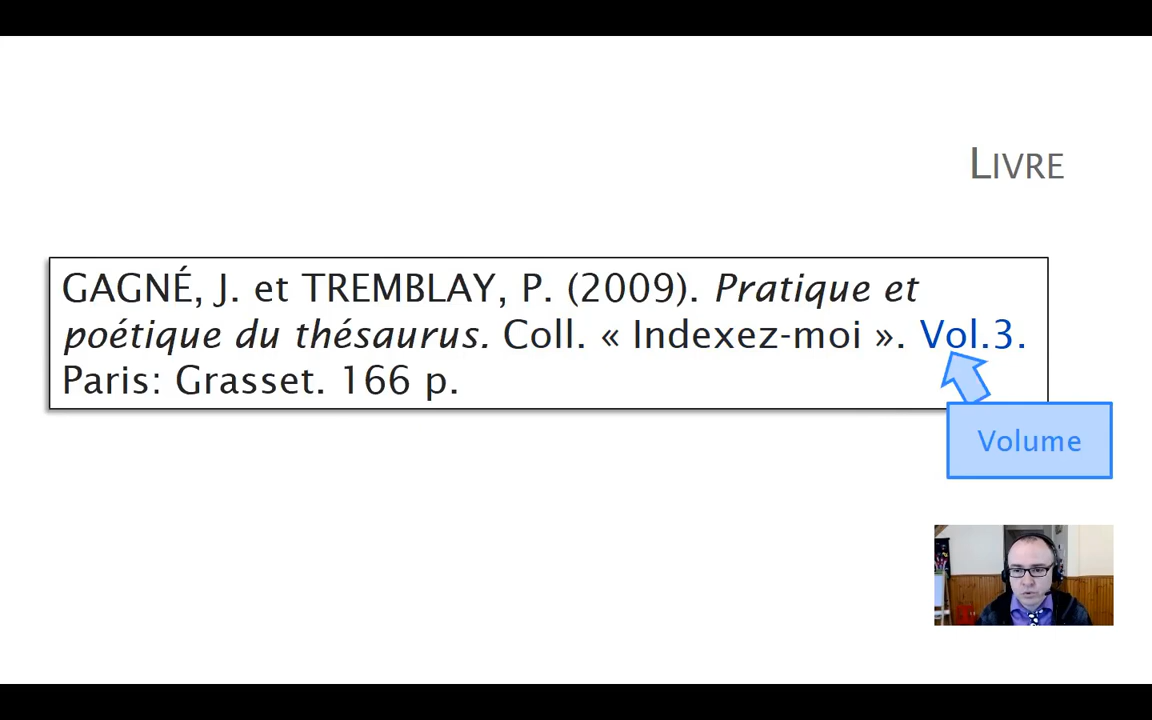 LIVRE
GAGNÉ, J. et TREMBLAY, P. (2009). Pratique et
poétique du thésaurus. Coll. « Indexez-moi ». Vol.3.
Paris: Grasset. 166 p.
Volume